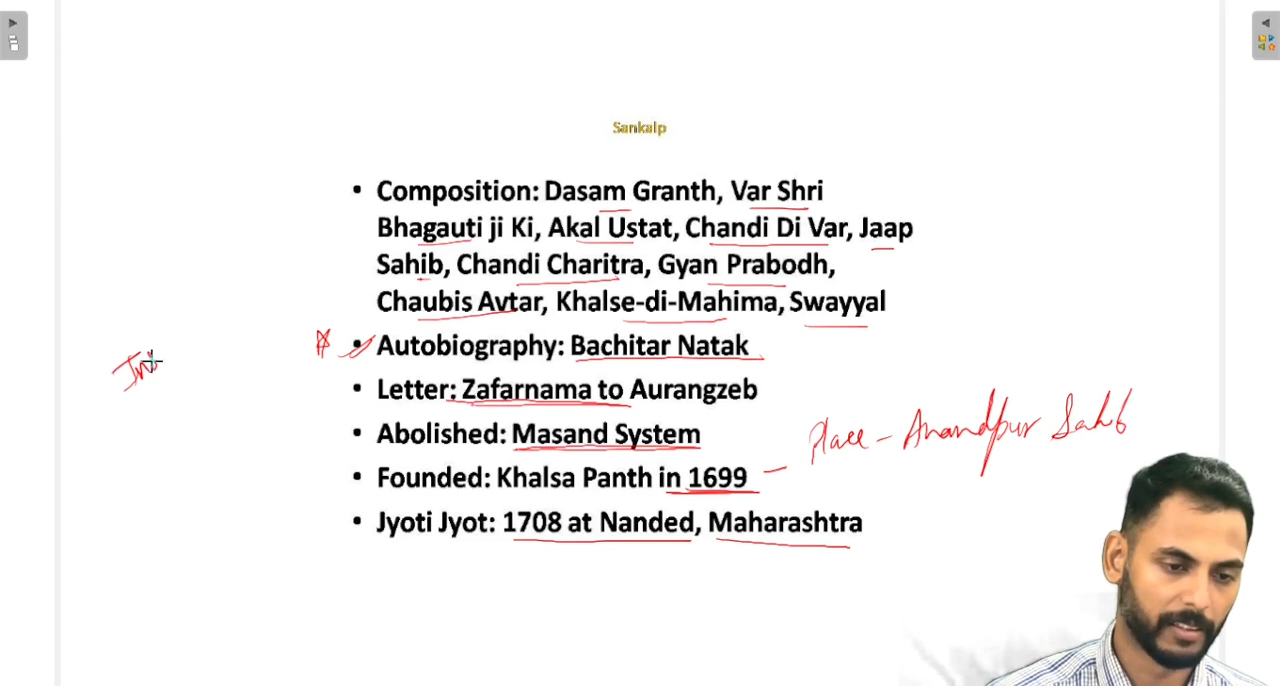 Sankalp
• Composition: Dasam Granth, Var Shri
Bhagauti ji Ki, Akal Ustat, Chandi Di Var, Jaap
Sahib, Chandi Charitra, Gyan Prabodh,
Chaubis Avtar, Khalse-di-Mahima, Swayyal
• Autobiography: Bachitar Natak
• Letter: Zafarnama to Aurangzeb
• Abolished: Masand System
• Founded: Khalsa Panth in 1699 - Place - Anandpur Sahib
• Jyoti Jyot: 1708 at Nanded, Maharashtra